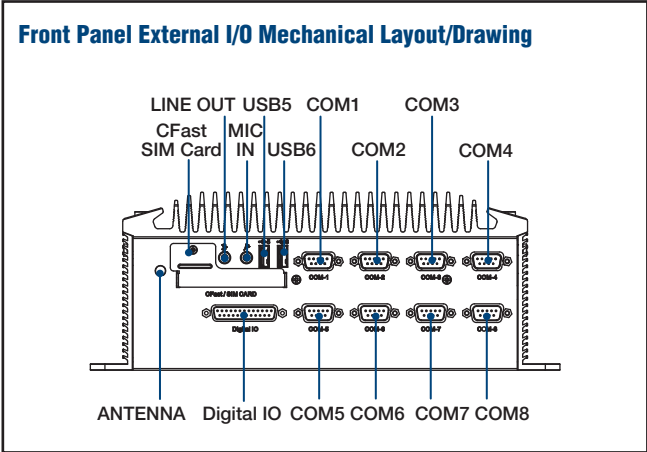 Front Panel External I/O Mechanical Layout/Drawing
LINE OUT USB5 COM1 COM3
CFast MIC
SIM Card IN USB6 COM2 COM4
COM-1 COM-2 COM-3 COM-4
CFast / SIM CARD
Digital IO COM-5 COM-6 COM-7 COM-8
ANTENNA Digital IO COM5 COM6 COM7 COM8